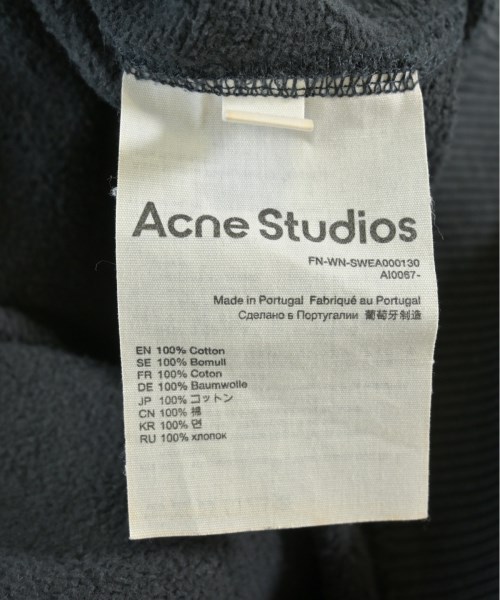 Acne Studios
FN-WN-SWEA000130
AI0067-
Made in Portugal Fabriqué au Portugal
Сделано в Португалии 葡萄牙制造
EN 100% Cotton
SE 100% Bomull
FR 100% Coton
DE 100% Baumwolle
JP 100% コットン
CN 100% 棉
KR 100% 면
RU 100% хлопок